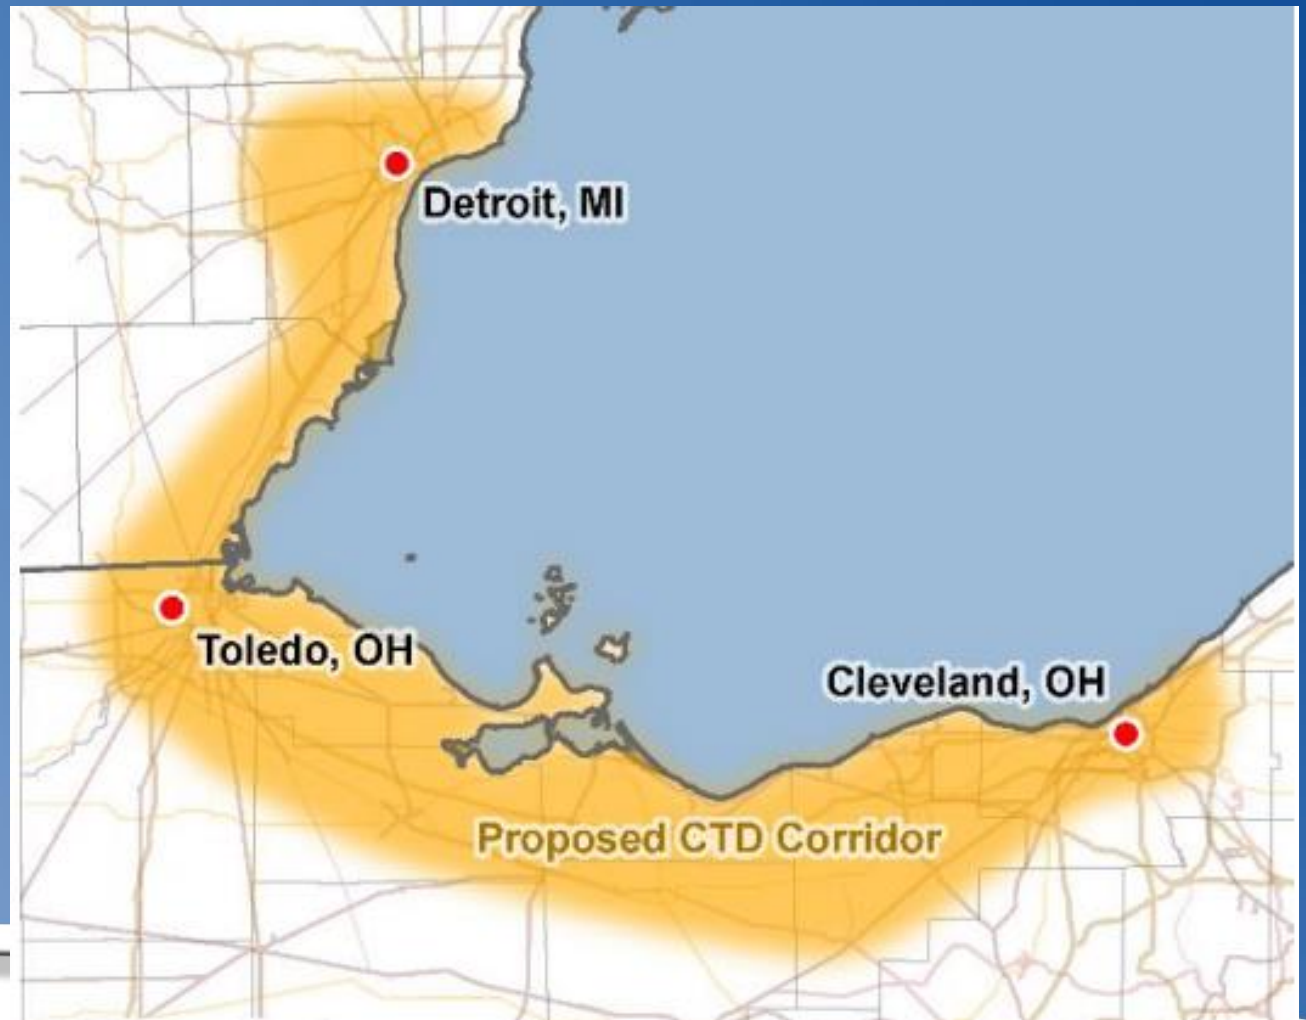 Detroit, MI
Toledo, OH
Cleveland, OH
Proposed CTD Corridor